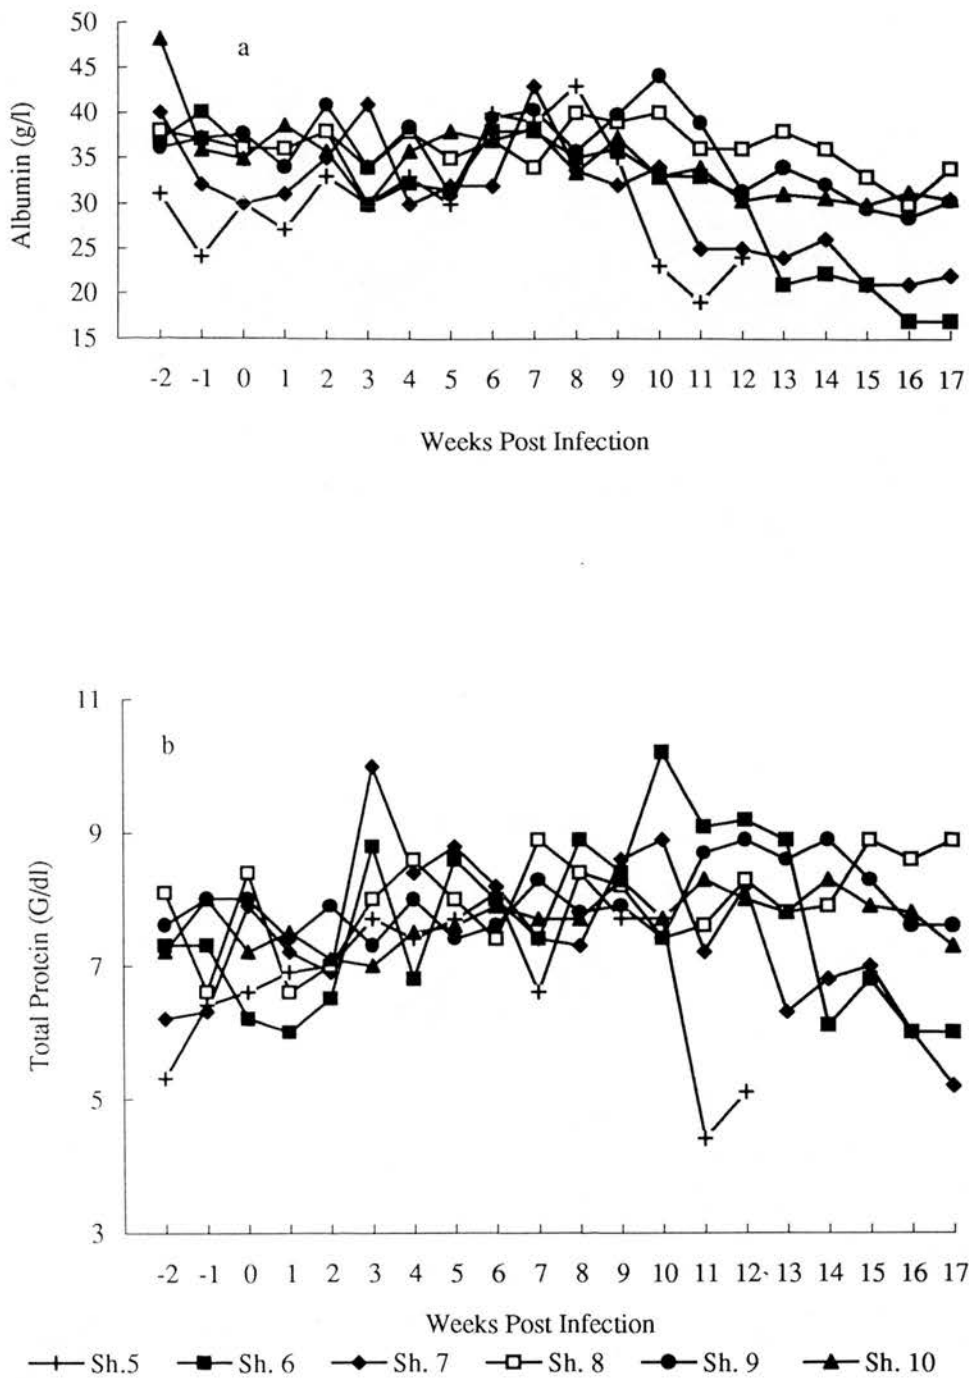 50
45
40
35
30
25
20
15
Albumin (g/l)
a
-2 -1 0 1 2 3 4 5 6 7 8 9 10 11 12 13 14 15 16 17
Weeks Post Infection
11
9
7
5
3
Total Protein (G/dl)
b
-2 -1 0 1 2 3 4 5 6 7 8 9 10 11 12 13 14 15 16 17
Weeks Post Infection
Sh.5 Sh. 6 Sh. 7 Sh. 8 Sh. 9 Sh. 10